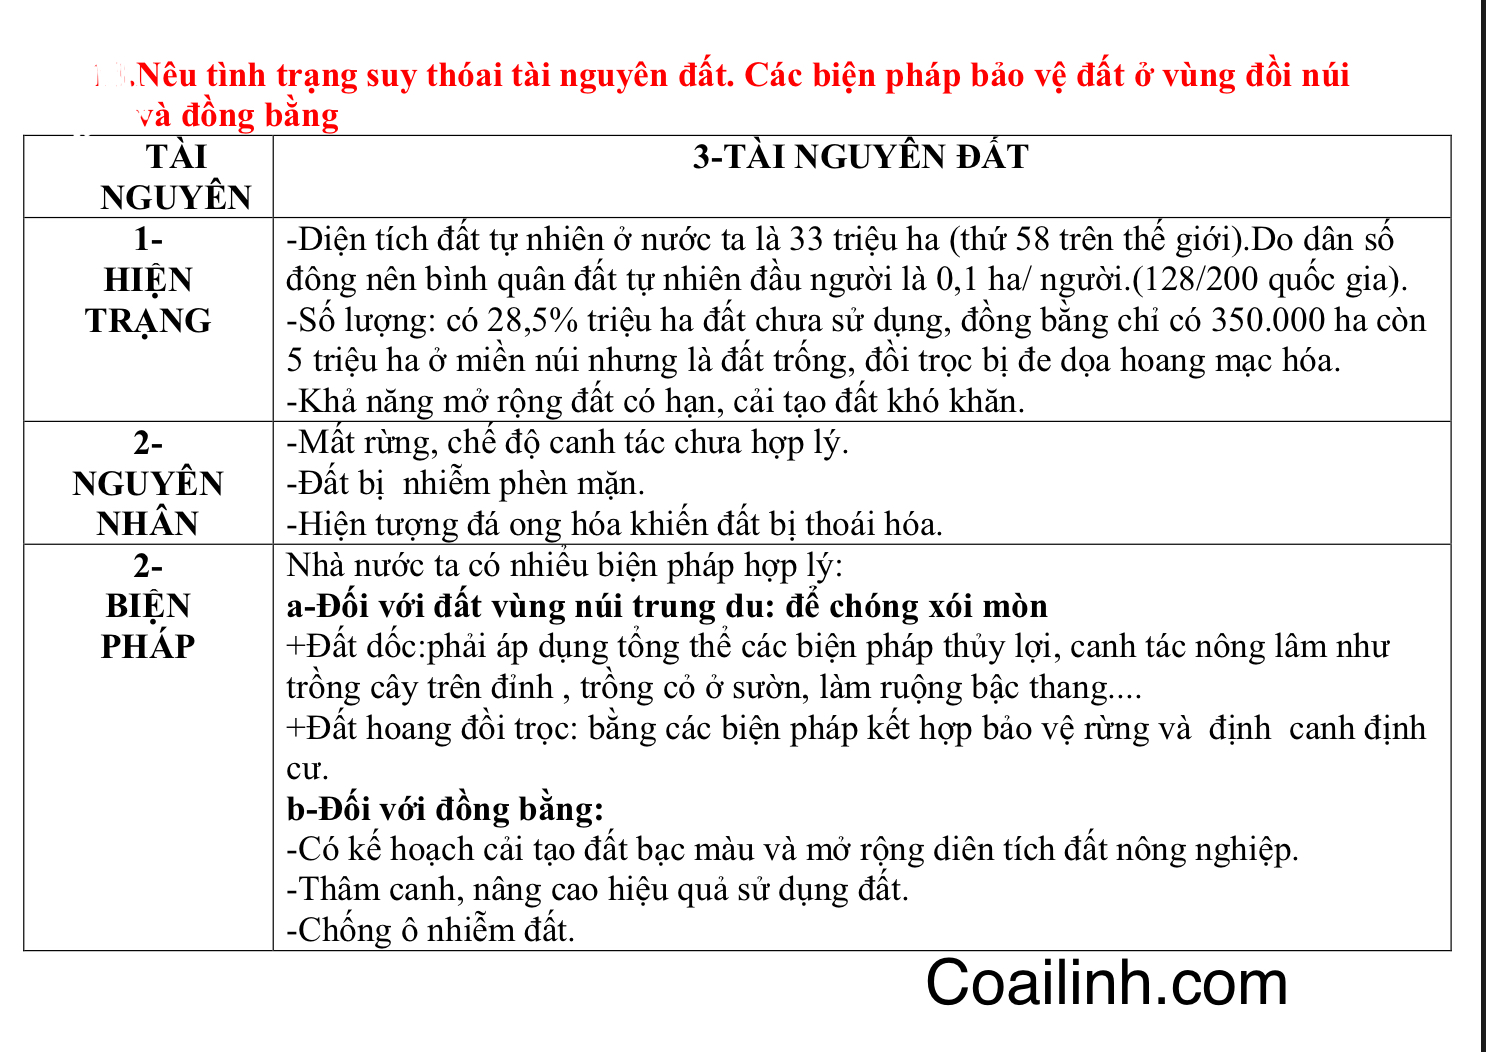 .Nêu tình trạng suy thóai tài nguyên đất. Các biện pháp bảo vệ đất ở vùng đồi núi
và đồng bằng
TÀI
NGUYÊN
3-TÀI NGUYÊN ĐẤT
1-
HIỆN
TRẠNG
-Diện tích đất tự nhiên ở nước ta là 33 triệu ha (thứ 58 trên thế giới).Do dân số
đông nên bình quân đất tự nhiên đầu người là 0,1 ha/ người.(128/200 quốc gia).
-Số lượng: có 28,5% triệu ha đất chưa sử dụng, đồng bằng chỉ có 350.000 ha còn
5 triệu ha ở miền núi nhưng là đất trống, đồi trọc bị đe dọa hoang mạc hóa.
-Khả năng mở rộng đất có hạn, cải tạo đất khó khăn.
2-
NGUYÊN
NHÂN
-Mất rừng, chế độ canh tác chưa hợp lý.
-Đất bị  nhiễm phèn mặn.
-Hiện tượng đá ong hóa khiến đất bị thoái hóa.
2-
BIỆN
PHÁP
Nhà nước ta có nhiều biện pháp hợp lý:
a-Đối với đất vùng núi trung du: để chóng xói mòn
+Đất dốc:phải áp dụng tổng thể các biện pháp thủy lợi, canh tác nông lâm như
trồng cây trên đỉnh , trồng cỏ ở sườn, làm ruộng bậc thang....
+Đất hoang đồi trọc: bằng các biện pháp kết hợp bảo vệ rừng và  định  canh định
cư.
b-Đối với đồng bằng:
-Có kế hoạch cải tạo đất bạc màu và mở rộng diên tích đất nông nghiệp.
-Thâm canh, nâng cao hiệu quả sử dụng đất.
-Chống ô nhiễm đất.
Coailinh.com